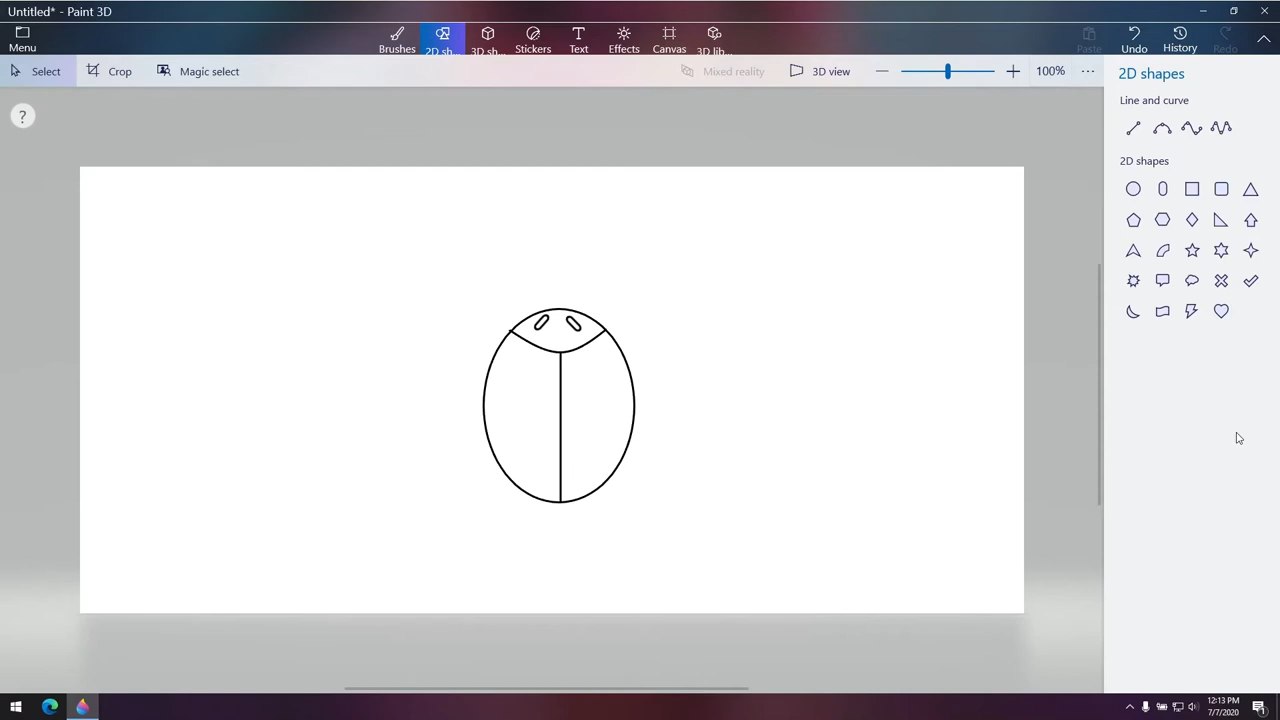 Untitled* - Paint 3D
Menu
Brushes
2D sh...
3D sh...
Stickers
Text
Effects
Canvas
3D lib...
Paste
Undo
History
Redo
Select
Crop
Magic select
Mixed reality
3D view
100%
2D shapes
Line and curve
?
2D shapes
12:13 PM
7/7/2020
1